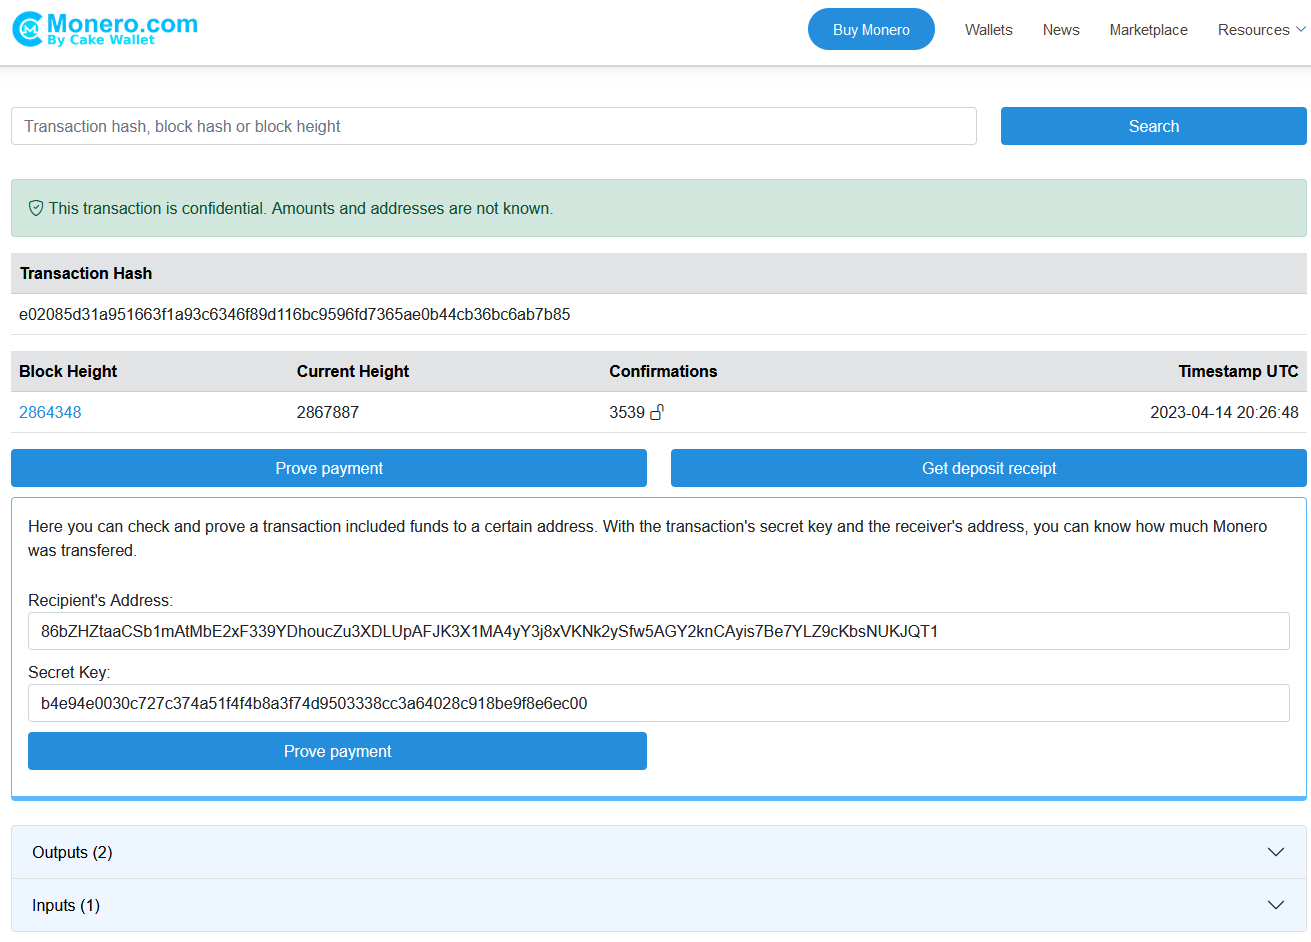 Monero.com
By Cake Wallet
Buy Monero
Wallets
News
Marketplace
Resources
Transaction hash, block hash or block height
Search
This transaction is confidential. Amounts and addresses are not known.
Transaction Hash
e02085d31a951663f1a93c6346f89d116bc9596fd7365ae0b44cb36bc6ab7b85
Block Height
Current Height
Confirmations
Timestamp UTC
2864348
2867887
3539
2023-04-14 20:26:48
Prove payment
Get deposit receipt
Here you can check and prove a transaction included funds to a certain address. With the transaction's secret key and the receiver's address, you can know how much Monero
was transfered.
Recipient's Address:
86bZHZtaaCSb1mAtMbE2xF339YDhoucZu3XDLUpAFJK3X1MA4yY3j8xVKNk2ySfw5AGY2knCAyis7Be7YLZ9cKbsNUKJQT1
Secret Key:
b4e94e0030c727c374a51f4f4b8a3f74d9503338cc3a64028c918be9f8e6ec00
Prove payment
Outputs (2)
Inputs (1)